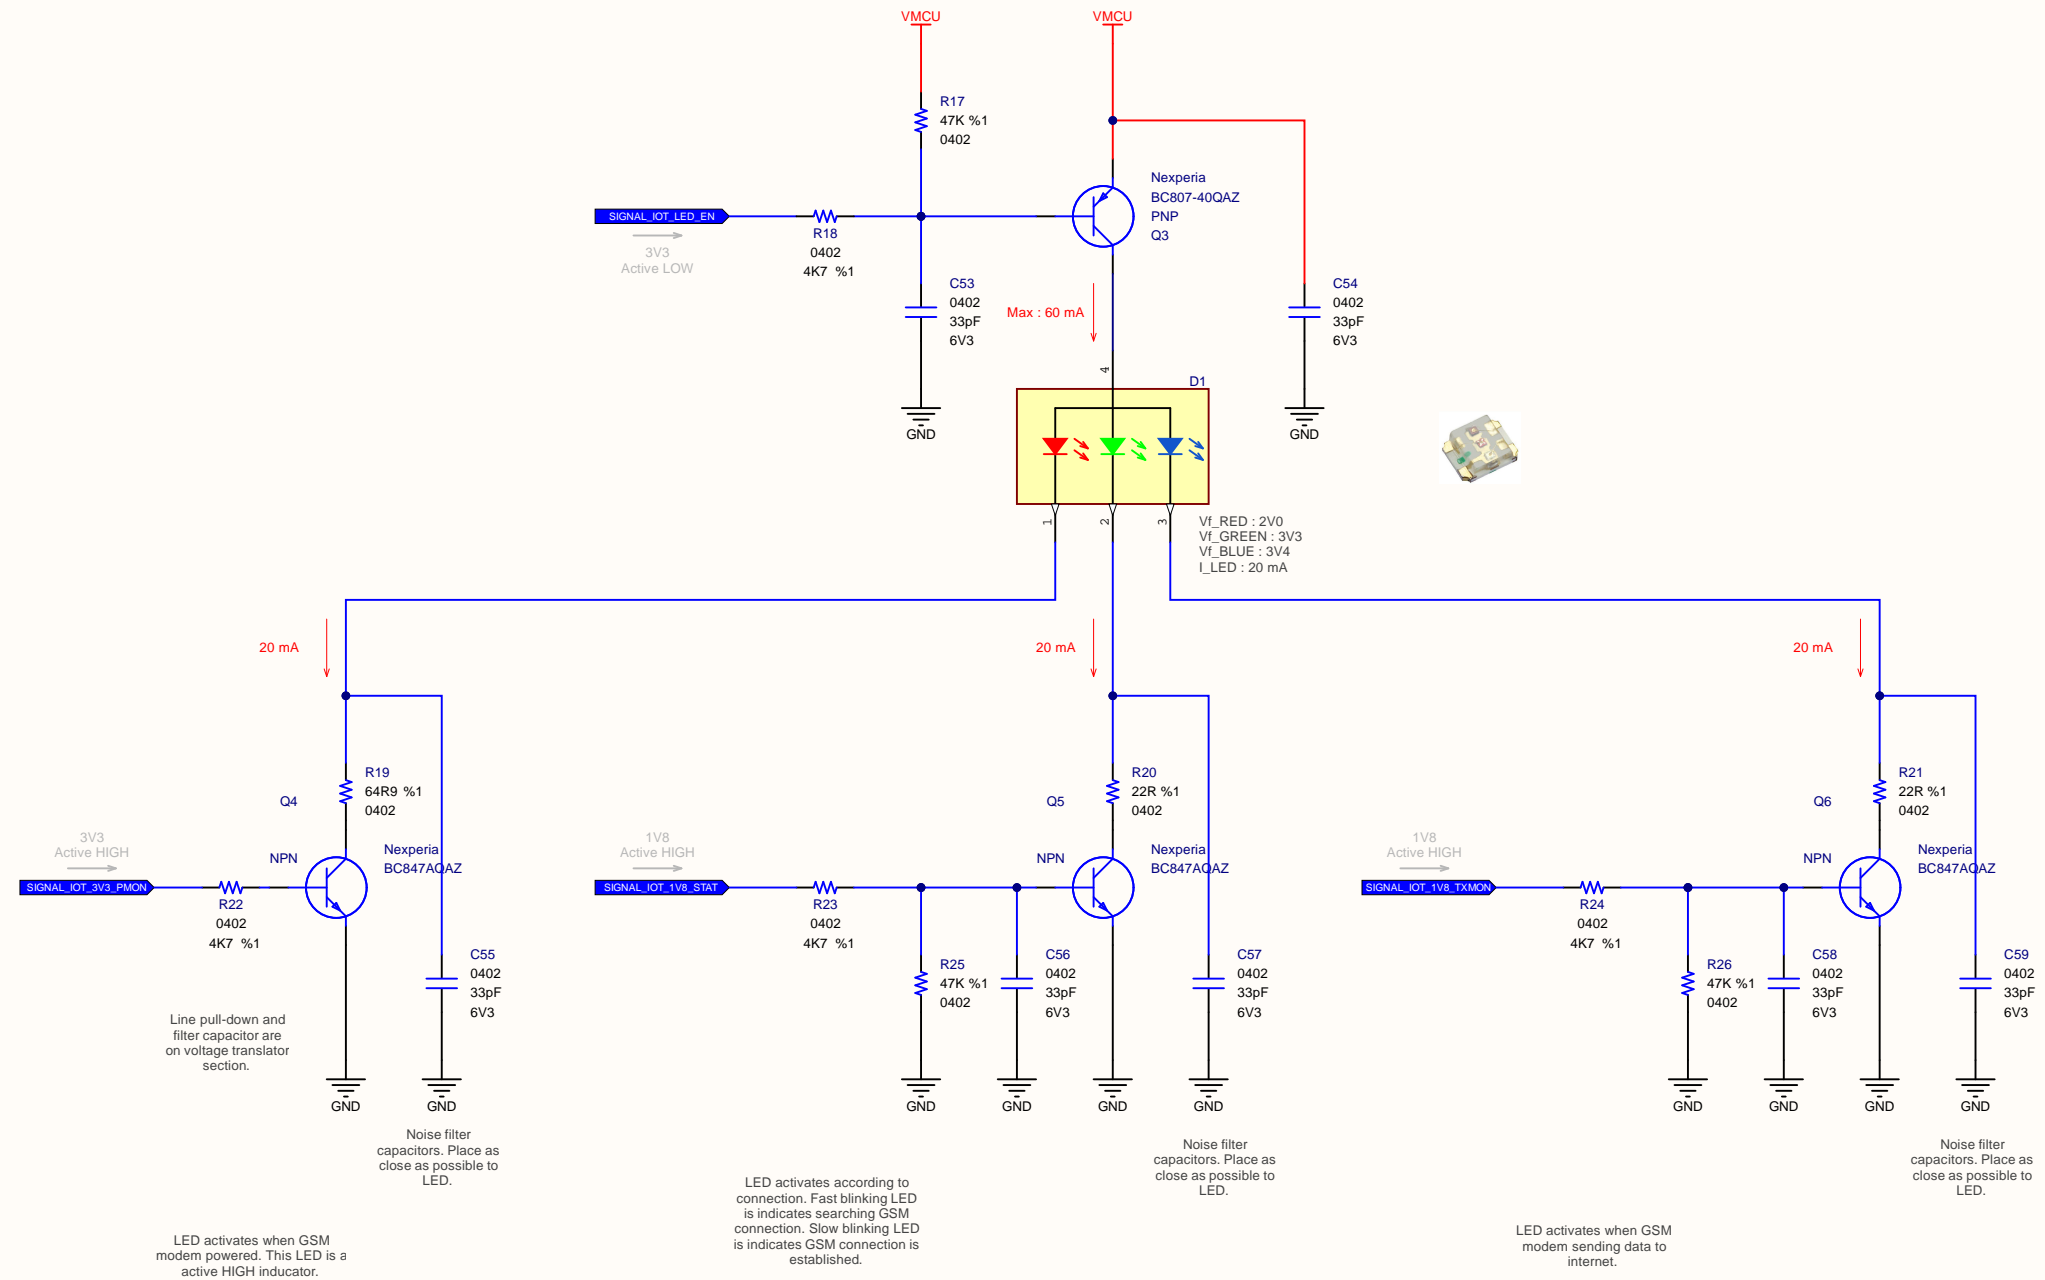 VMCU
VMCU
R17
47K %1
0402
Nexperia
BC807-40QAZ
PNP
Q3
SIGNAL_IOT_LED_EN
3V3
Active LOW
R18
0402
4K7 %1
C53
0402
33pF
6V3
Max : 60 mA
C54
0402
33pF
6V3
GND
GND
4
D1
1
2
3
Vf_RED : 2V0
Vf_GREEN : 3V3
Vf_BLUE : 3V4
I_LED : 20 mA
20 mA
20 mA
20 mA
R19
64R9 %1
0402
Q4
3V3
Active HIGH
NPN
Nexperia
BC847AQAZ
SIGNAL_IOT_3V3_PMON
R22
0402
4K7 %1
C55
0402
33pF
6V3
Line pull-down and
filter capacitor are
on voltage translator
section.
GND
GND
Noise filter
capacitors. Place as
close as possible to
LED.
LED activates when GSM
modem powered. This LED is a
active HIGH inducator.
R20
22R %1
0402
Q5
1V8
Active HIGH
NPN
Nexperia
BC847AQAZ
SIGNAL_IOT_1V8_STAT
R23
0402
4K7 %1
R25
47K %1
0402
C56
0402
33pF
6V3
C57
0402
33pF
6V3
GND
GND
GND
GND
Noise filter
capacitors. Place as
close as possible to
LED.
LED activates according to
connection. Fast blinking LED
is indicates searching GSM
connection. Slow blinking LED
is indicates GSM connection is
established.
R21
22R %1
0402
Q6
1V8
Active HIGH
NPN
Nexperia
BC847AQAZ
SIGNAL_IOT_1V8_TXMON
R24
0402
4K7 %1
R26
47K %1
0402
C58
0402
33pF
6V3
C59
0402
33pF
6V3
GND
GND
GND
GND
Noise filter
capacitors. Place as
close as possible to
LED.
LED activates when GSM
modem sending data to
internet.